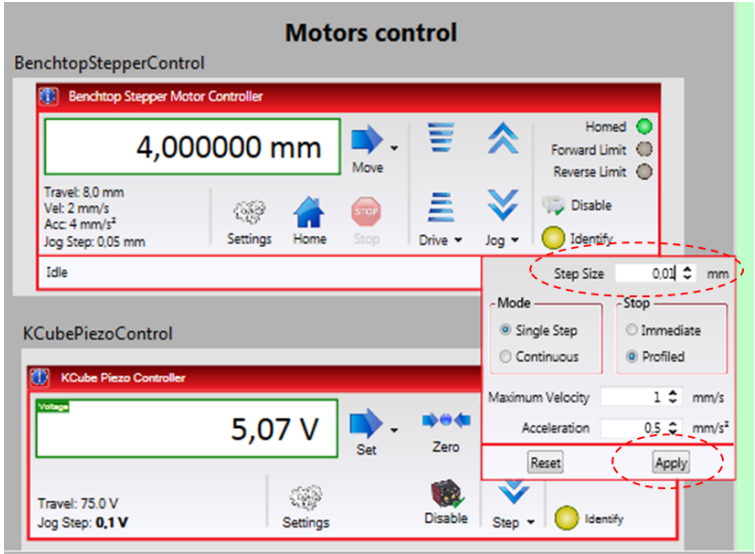 Motors control
BenchtopStepperControl
Benchtop Stepper Motor Controller
4,000000 mm
Move
Homed
Forward Limit
Reverse Limit
Travel: 8,0 mm
Vel: 2 mm/s
Acc: 4 mm/s²
Jog Step: 0,05 mm
Settings
Home
STOP
Stop
Drive
Jog
Disable
Identify
Idle
Step Size 0,01 mm
Mode
Single Step
Continuous
Stop
Immediate
Profiled
Maximum Velocity 1 mm/s
Acceleration 0,5 mm/s²
Reset
Apply
KCubePiezoControl
KCube Piezo Controller
Voltage
5,07 V
Set
Zero
Travel: 75.0 V
Jog Step: 0,1 V
Settings
Disable
Step
Identify